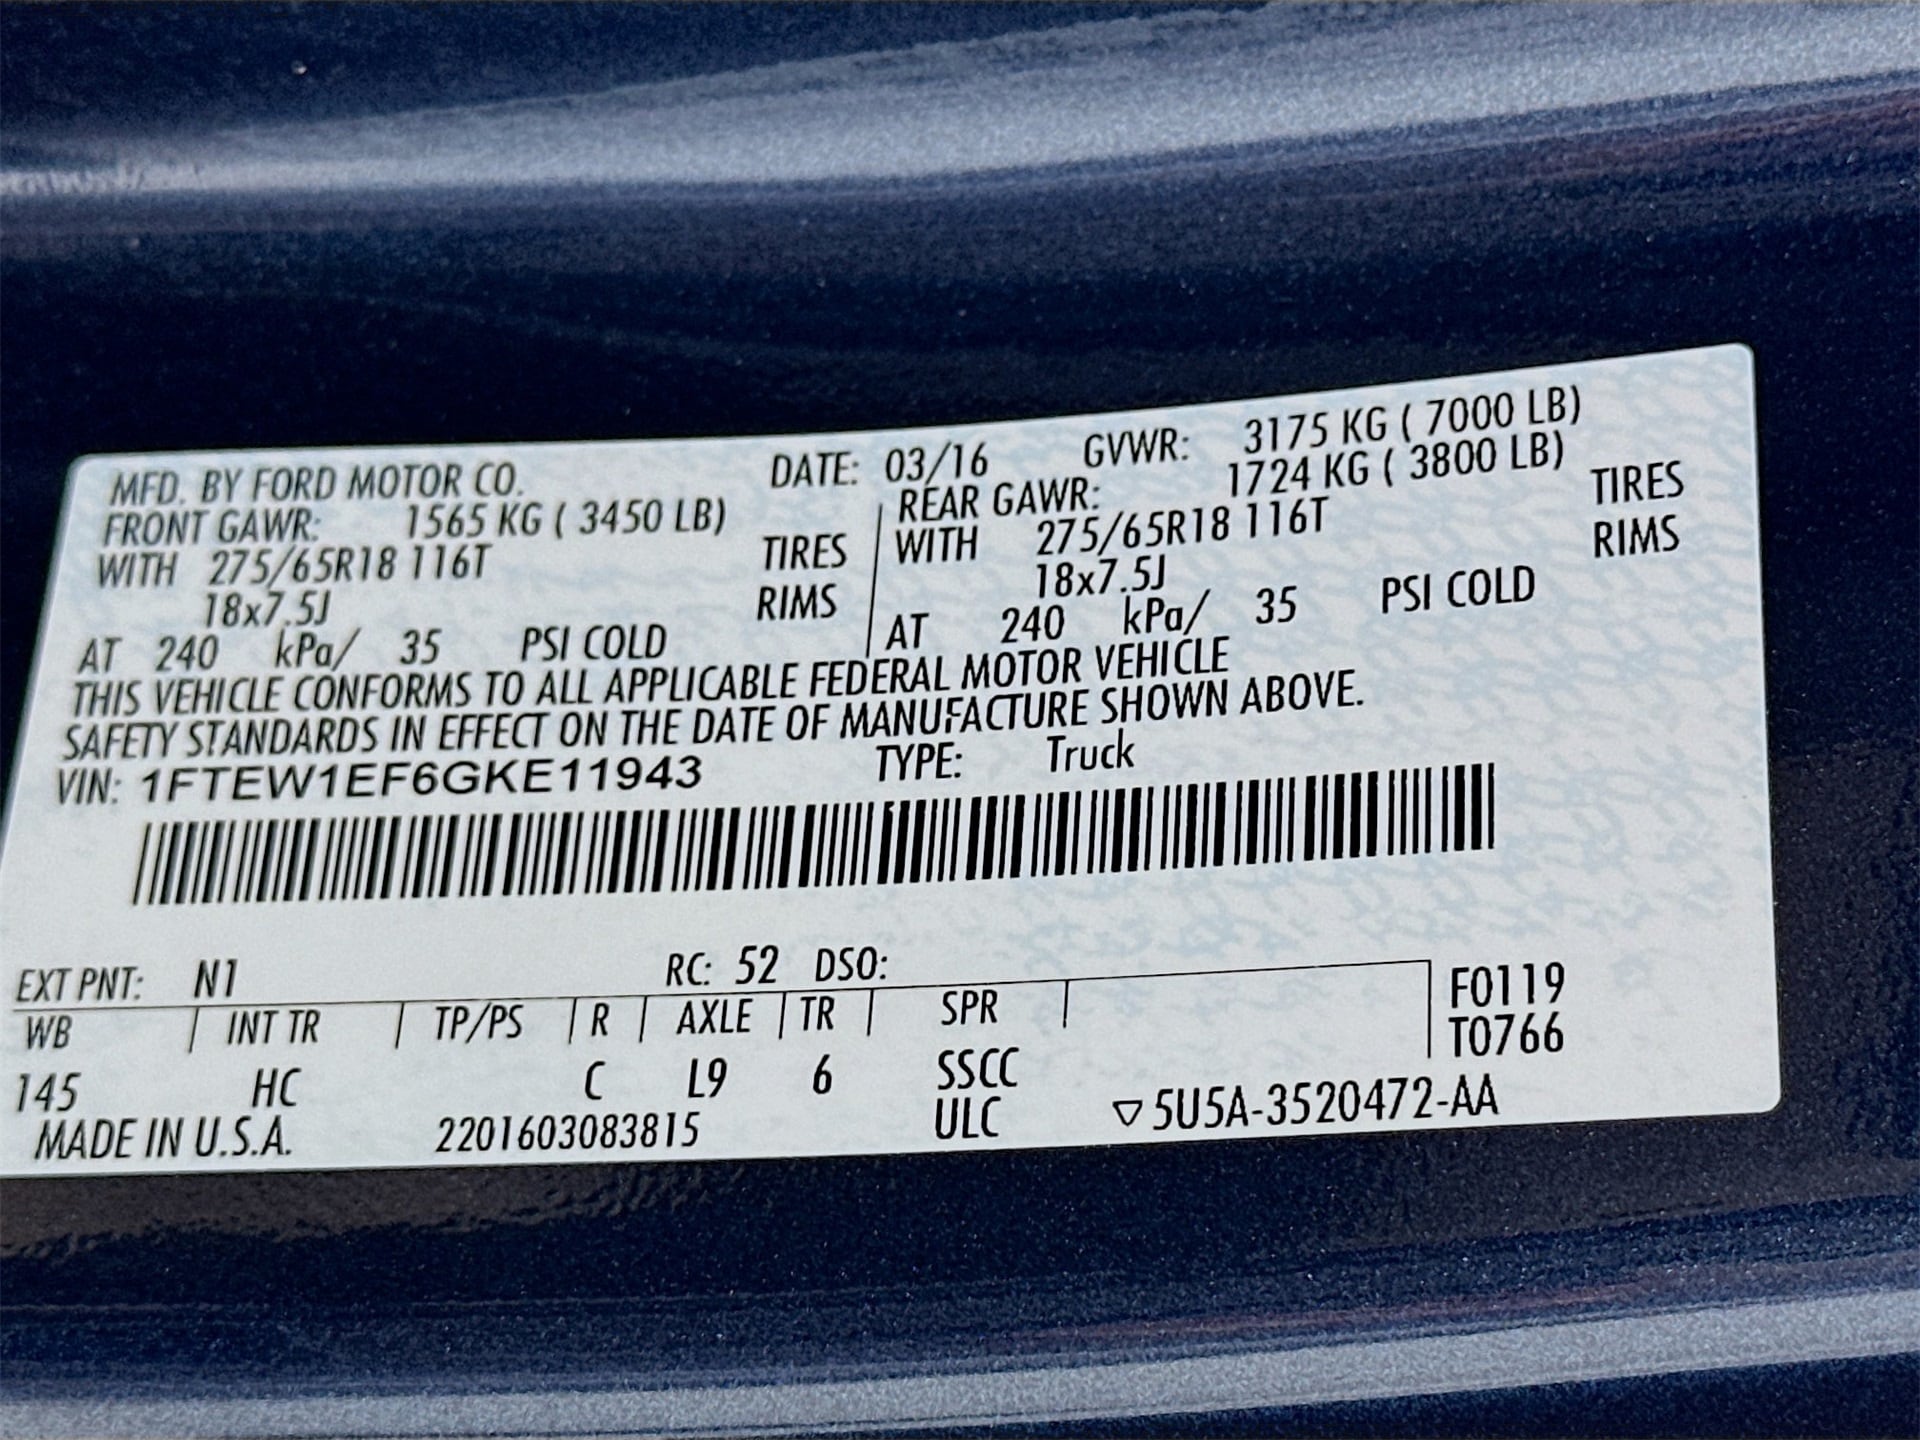 MFD. BY FORD MOTOR CO. DATE: 03/16 GVWR: 3175 KG ( 7000 LB)
FRONT GAWR: 1565 KG ( 3450 LB) REAR GAWR: 1724 KG ( 3800 LB)
WITH 275/65R18 116T TIRES WITH 275/65R18 116T TIRES
18x7.5J RIMS 18x7.5J RIMS
AT 240 kPa/ 35 PSI COLD AT 240 kPa/ 35 PSI COLD
THIS VEHICLE CONFORMS TO ALL APPLICABLE FEDERAL MOTOR VEHICLE
SAFETY STANDARDS IN EFFECT ON THE DATE OF MANUFACTURE SHOWN ABOVE.
VIN: 1FTEW1EF6GKE11943 TYPE: Truck
EXT PNT: N1 RC: 52 DSO:
WB INT TR TP/PS R AXLE TR SPR F0119
T0766
145 HC C L9 6 SSCC
ULC ▽5U5A-3520472-AA
MADE IN U.S.A. 2201603083815